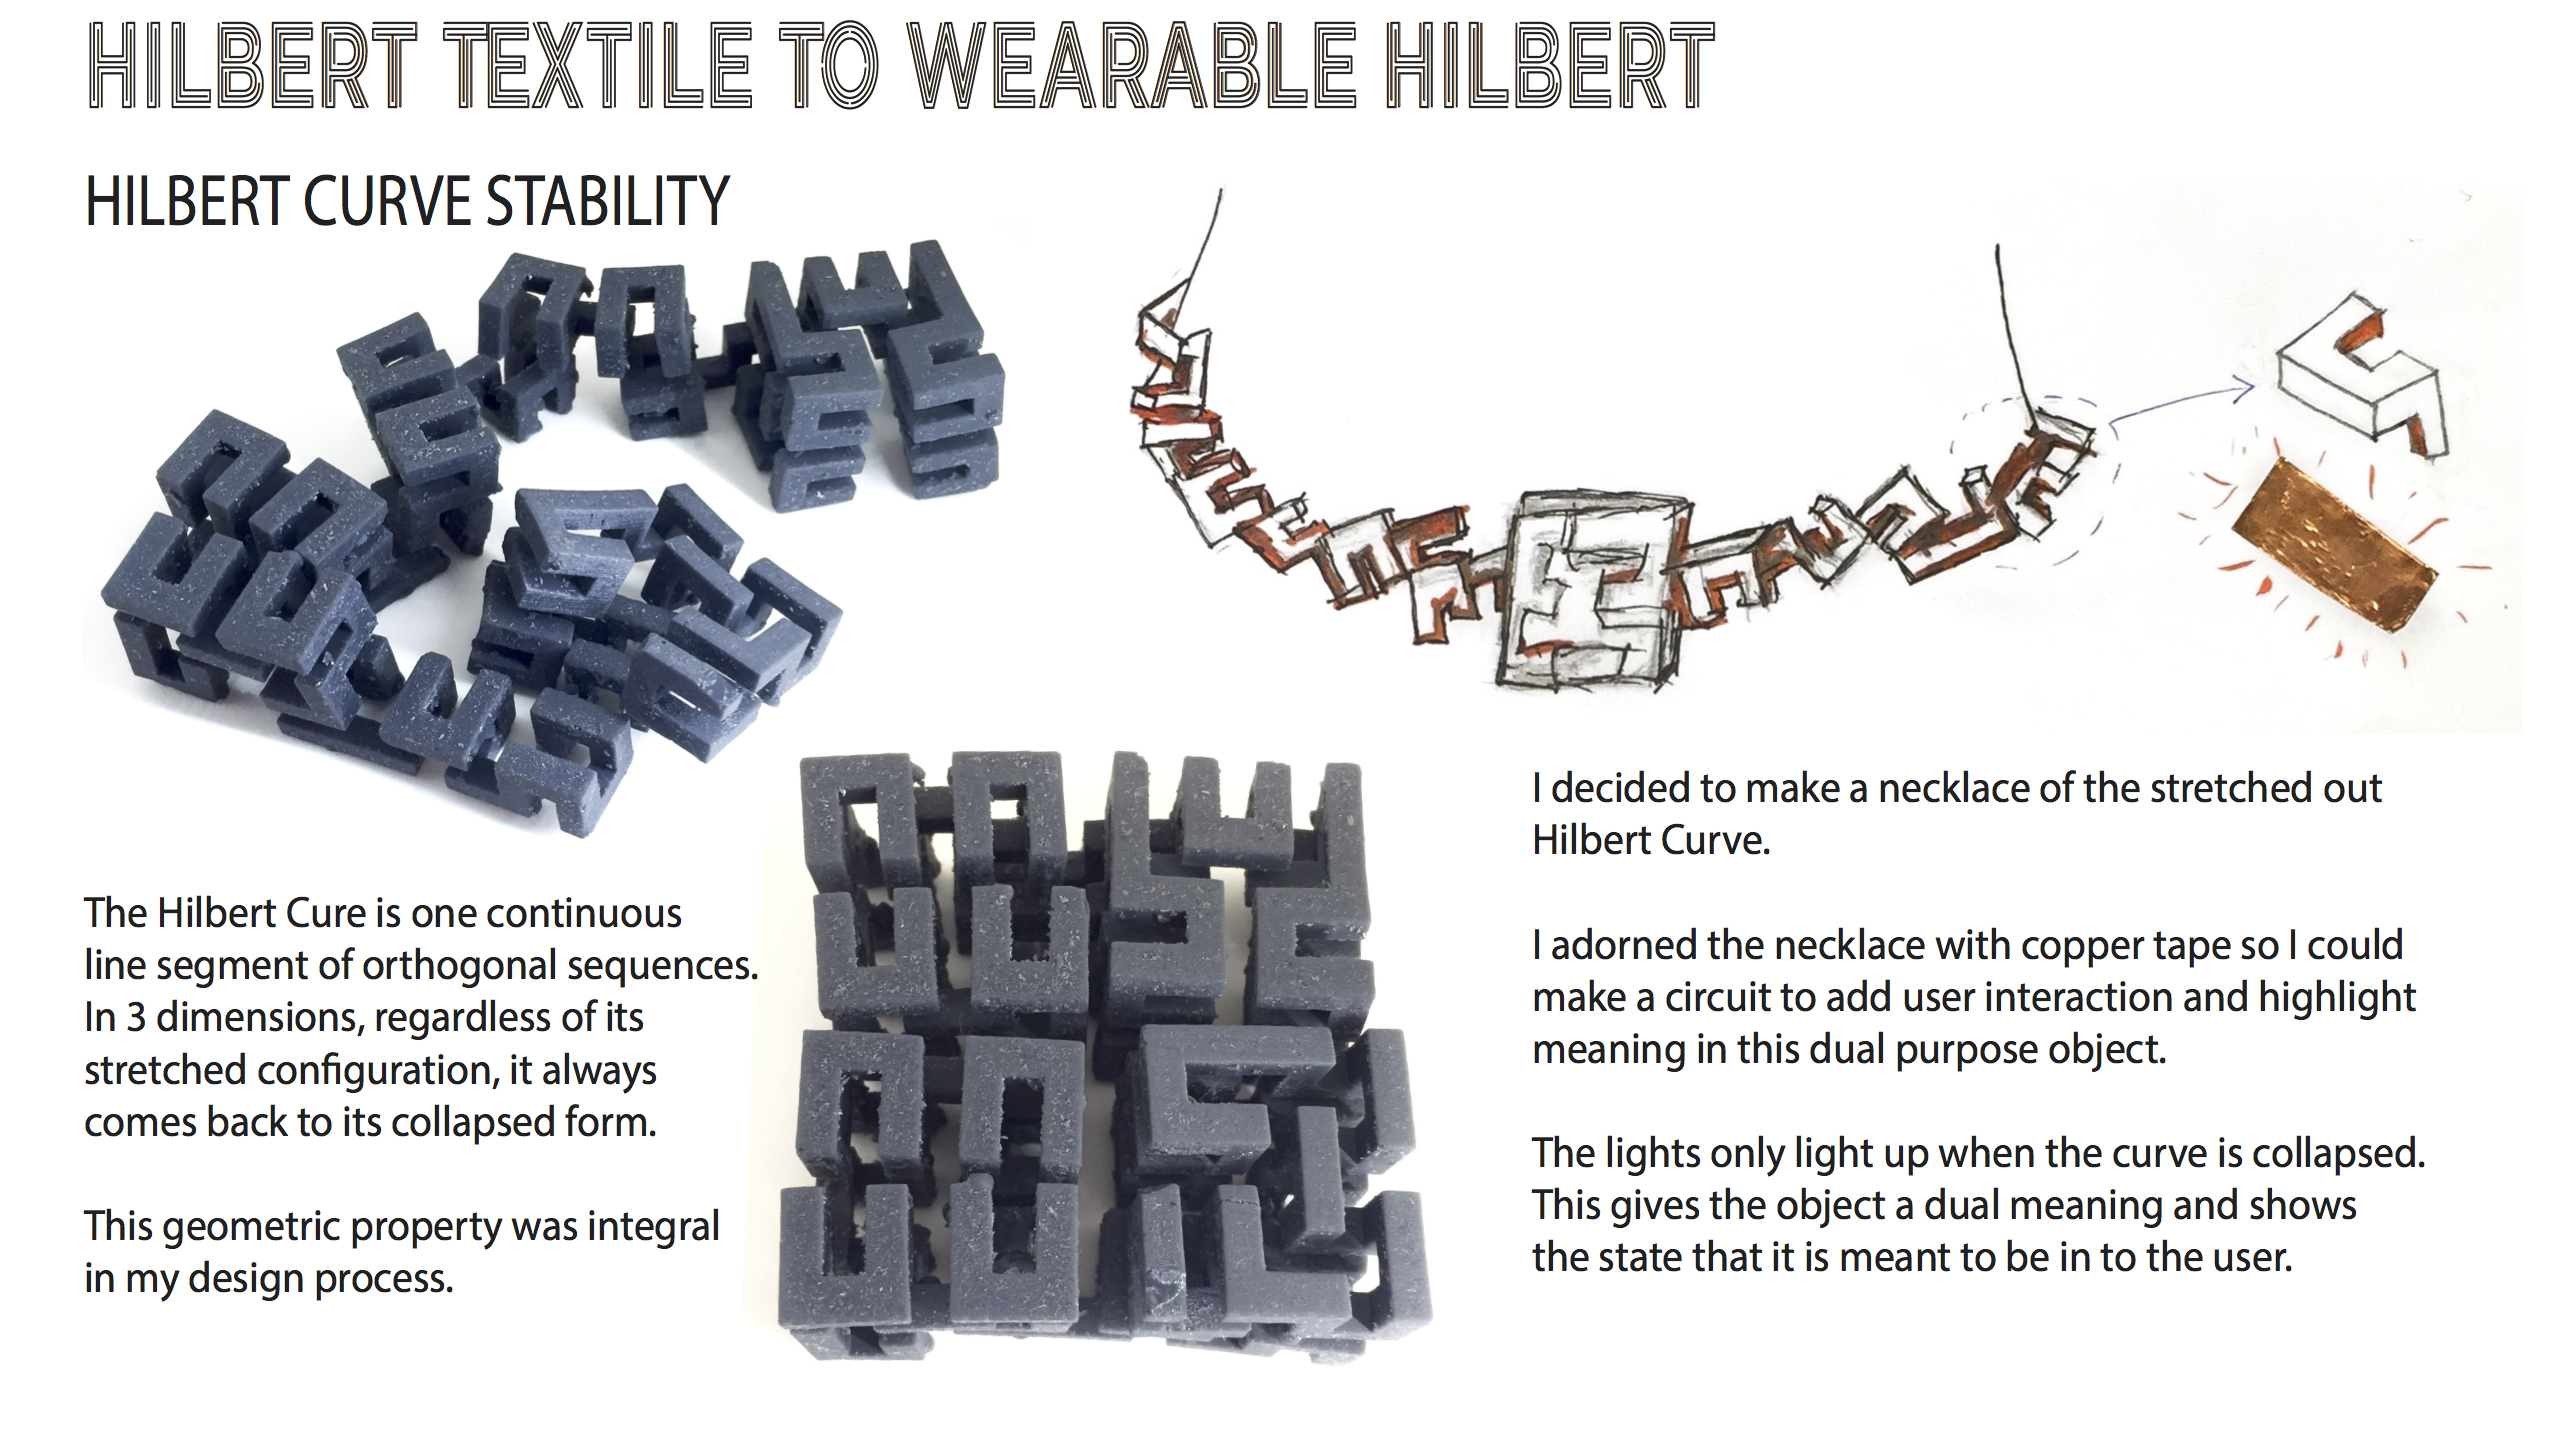 HILBERT TEXTILE TO WEARABLE HILBERT
HILBERT CURVE STABILITY
The Hilbert Cure is one continuous
line segment of orthogonal sequences.
In 3 dimensions, regardless of its
stretched configuration, it always
comes back to its collapsed form.
This geometric property was integral
in my design process.
I decided to make a necklace of the stretched out
Hilbert Curve.
I adorned the necklace with copper tape so I could
make a circuit to add user interaction and highlight
meaning in this dual purpose object.
The lights only light up when the curve is collapsed.
This gives the object a dual meaning and shows
the state that it is meant to be in to the user.